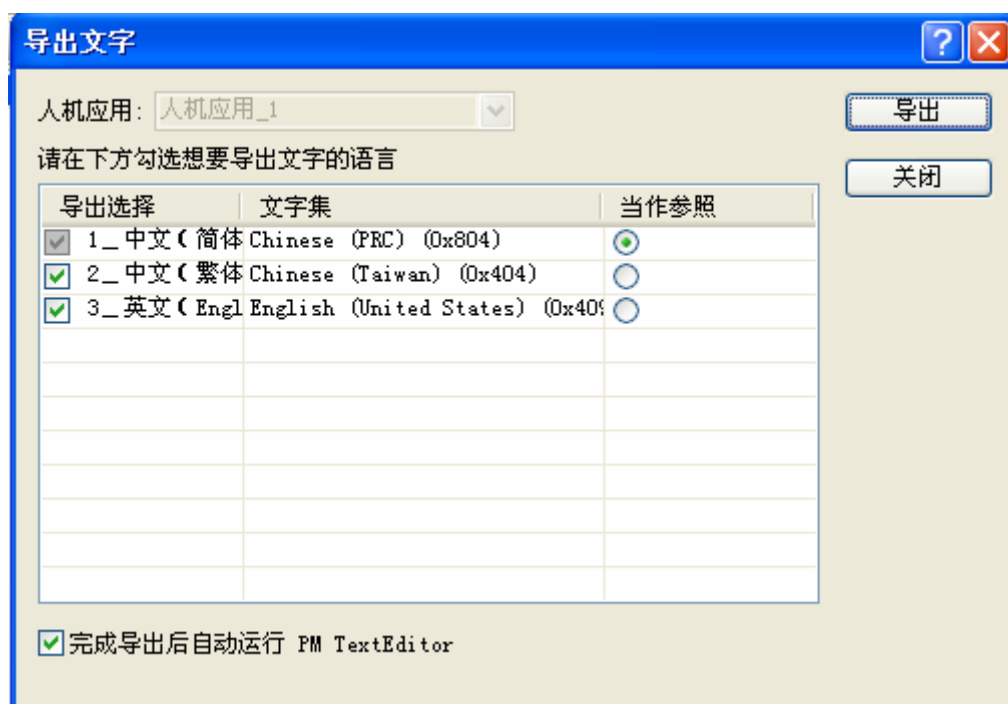 导出文字
人机应用: 人机应用_1
导出
请在下方勾选想要导出文字的语言
关闭
导出选择 文字集 当作参照
1_中文(简体 Chinese (PRC) (0x804)
2_中文(繁体 Chinese (Taiwan) (0x404)
3_英文(Engl English (United States) (0x409
完成导出后自动运行 PM TextEditor